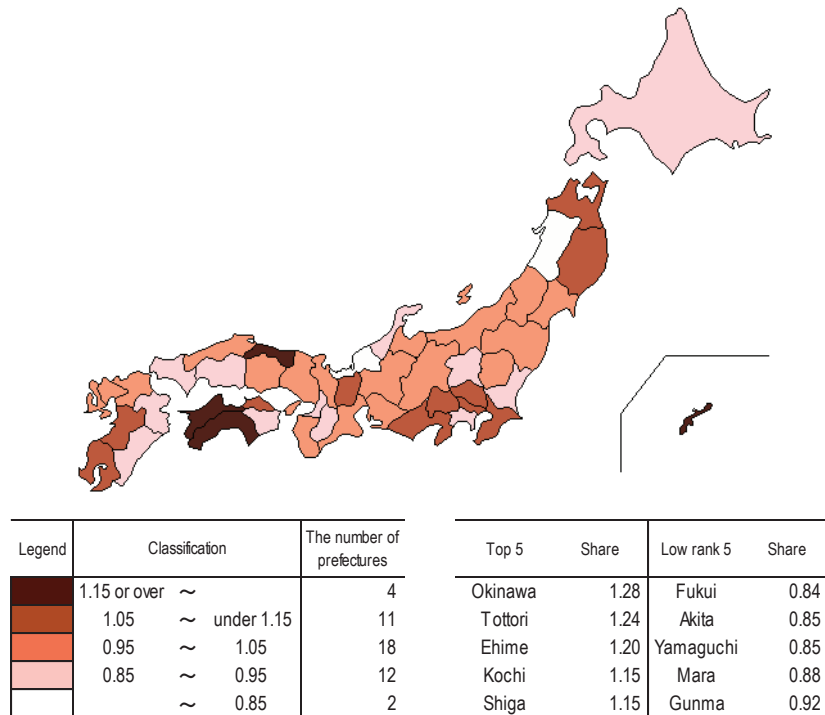 Legend Classification The number of prefectures
1.15 or over ~ 4
1.05 ~ under 1.15 11
0.95 ~ 1.05 18
0.85 ~ 0.95 12
~ 0.85 2
Top 5 Share Low rank 5 Share
Okinawa 1.28 Fukui 0.84
Tottori 1.24 Akita 0.85
Ehime 1.20 Yamaguchi 0.85
Kochi 1.15 Mara 0.88
Shiga 1.15 Gunma 0.92